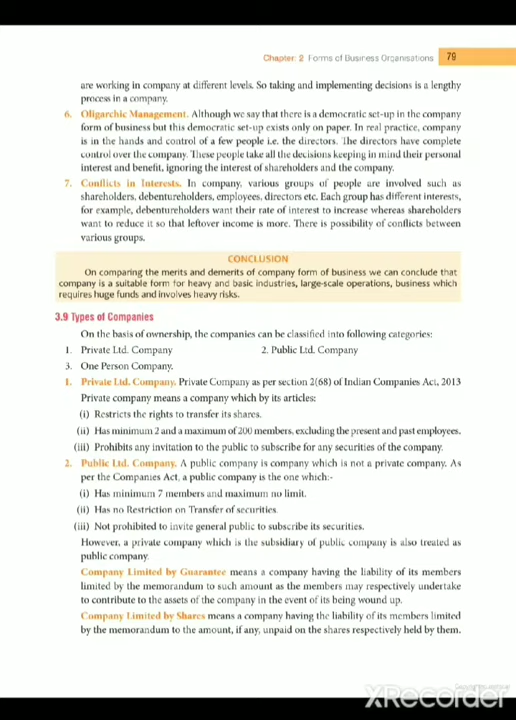 Chapter: 2 Forms of Business Organisations 79
are working in company at different levels. So taking and implementing decisions is a lengthy
process in a company.
6. Oligarchic Management. Although we say that there is a democratic set-up in the company
form of business but this democratic set-up exists only on paper. In real practice, company
is in the hands and control of a few people i.e. the directors. The directors have complete
control over the company. These people take all the decisions keeping in mind their personal
interest and benefit, ignoring the interest of shareholders and the company.
7. Conflicts in Interests. In company, various groups of people are involved such as
shareholders, debentureholders, employees, directors etc. Each group has different interests,
for example, debentureholders want their rate of interest to increase whereas shareholders
want to reduce it so that leftover income is more. There is possibility of conflicts between
various groups.
CONCLUSION
On comparing the merits and demerits of company form of business we can conclude that
company is a suitable form for heavy and basic industries, large-scale operations, business which
requires huge funds and involves heavy risks.
3.9 Types of Companies
On the basis of ownership, the companies can be classified into following categories:
1. Private Ltd. Company 2. Public Ltd. Company
3. One Person Company.
1. Private Ltd. Company. Private Company as per section 2(68) of Indian Companies Act, 2013
Private company means a company which by its articles:
(i) Restricts the rights to transfer its shares.
(ii) Has minimum 2 and a maximum of 200 members, excluding the present and past employees.
(iii) Prohibits any invitation to the public to subscribe for any securities of the company.
2. Public Ltd. Company. A public company is company which is not a private company. As
per the Companies Act, a public company is the one which:-
(i) Has minimum 7 members and maximum no limit.
(ii) Has no Restriction on Transfer of securities.
(iii) Not prohibited to invite general public to subscribe its securities.
However, a private company which is the subsidiary of public company is also treated as
public company.
Company Limited by Guarantee means a company having the liability of its members
limited by the memorandum to such amount as the members may respectively undertake
to contribute to the assets of the company in the event of its being wound up.
Company Limited by Shares means a company having the liability of its members limited
by the memorandum to the amount, if any, unpaid on the shares respectively held by them.
XRecorder